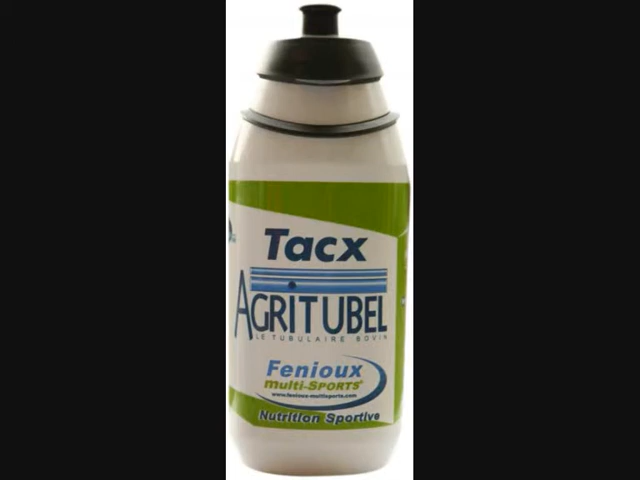 Tacx
AGRITUBEL
LE TUBULAIRE BOVIN
Fenioux
multi-SPORTS®
www.fenioux-multisports.com
Nutrition Sportive